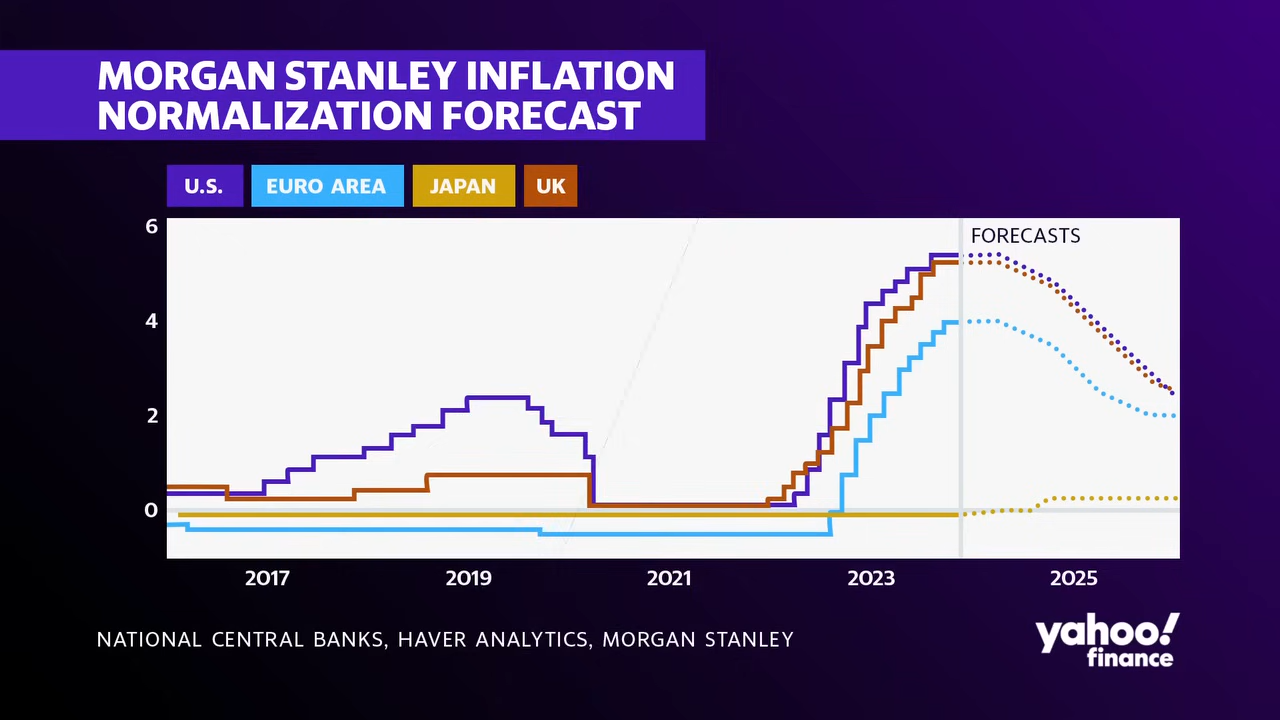 MORGAN STANLEY INFLATION
NORMALIZATION FORECAST
U.S. EURO AREA JAPAN UK
FORECASTS
6
4
2
0
2017 2019 2021 2023 2025
NATIONAL CENTRAL BANKS, HAVER ANALYTICS, MORGAN STANLEY
yahoo!
finance